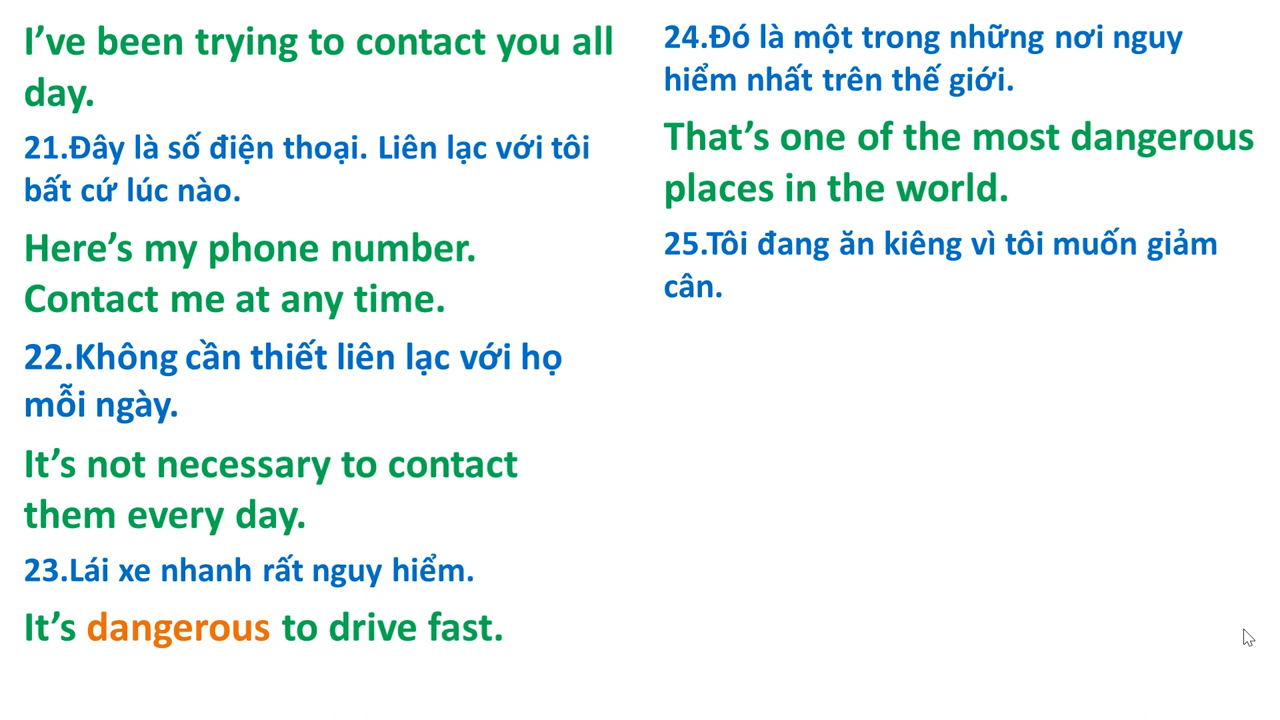 I’ve been trying to contact you all
day.
21.Đây là số điện thoại. Liên lạc với tôi
bất cứ lúc nào.
Here’s my phone number.
Contact me at any time.
22.Không cần thiết liên lạc với họ
mỗi ngày.
It’s not necessary to contact
them every day.
23.Lái xe nhanh rất nguy hiểm.
It’s dangerous to drive fast.
24.Đó là một trong những nơi nguy
hiểm nhất trên thế giới.
That’s one of the most dangerous
places in the world.
25.Tôi đang ăn kiêng vì tôi muốn giảm
cân.